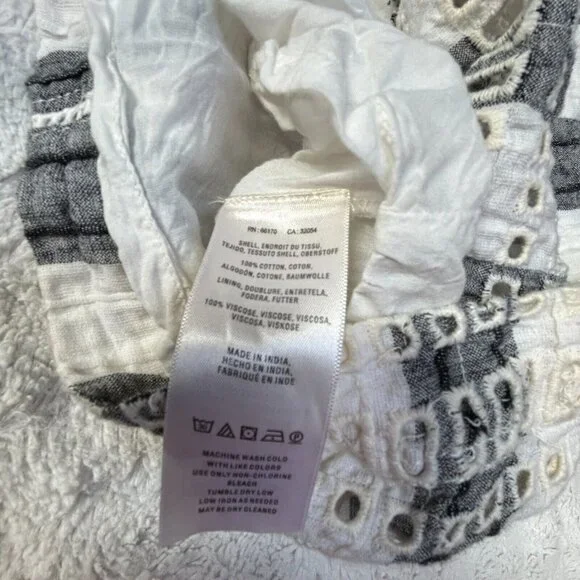 RN: 66170 CA: 32054
SHELL, ENDROIT DU TISSU,
TEJIDO, TESSUTO SHELL, OBERSTOFF
100% COTTON, COTON,
ALGODÓN, COTONE, BAUMWOLLE
LINING, DOUBLURE, ENTRETELA,
FODERA, FUTTER
100% VISCOSE, VISCOSE, VISCOSA,
VISCOSA, VISKOSE
MADE IN INDIA,
HECHO EN INDIA,
FABRIQUÉ EN INDE
MACHINE WASH COLD
WITH LIKE COLORS
USE ONLY NON-CHLORINE
BLEACH
TUMBLE DRY LOW
LOW IRON AS NEEDED
MAY BE DRY CLEANED